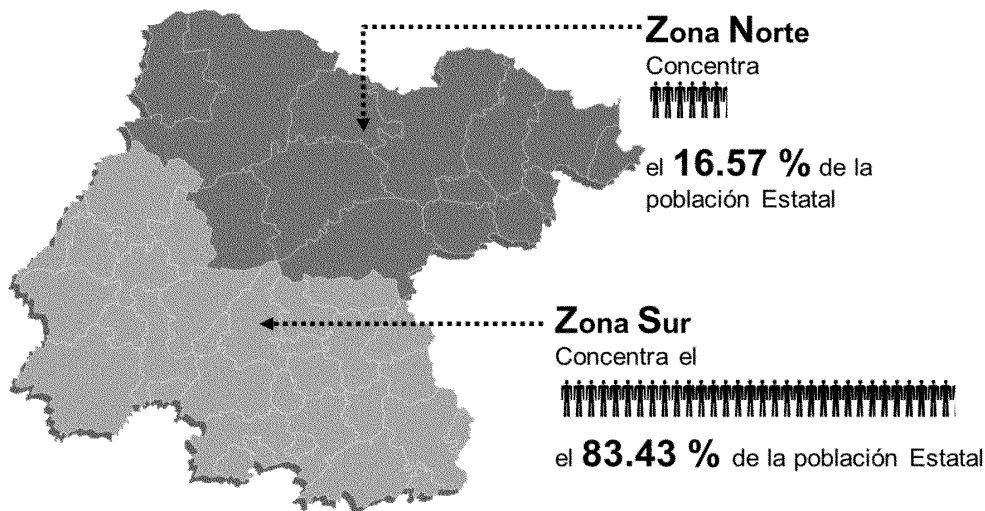 Zona Norte
Concentra
el 16.57 % de la
población Estatal
Zona Sur
Concentra el
el 83.43 % de la población Estatal